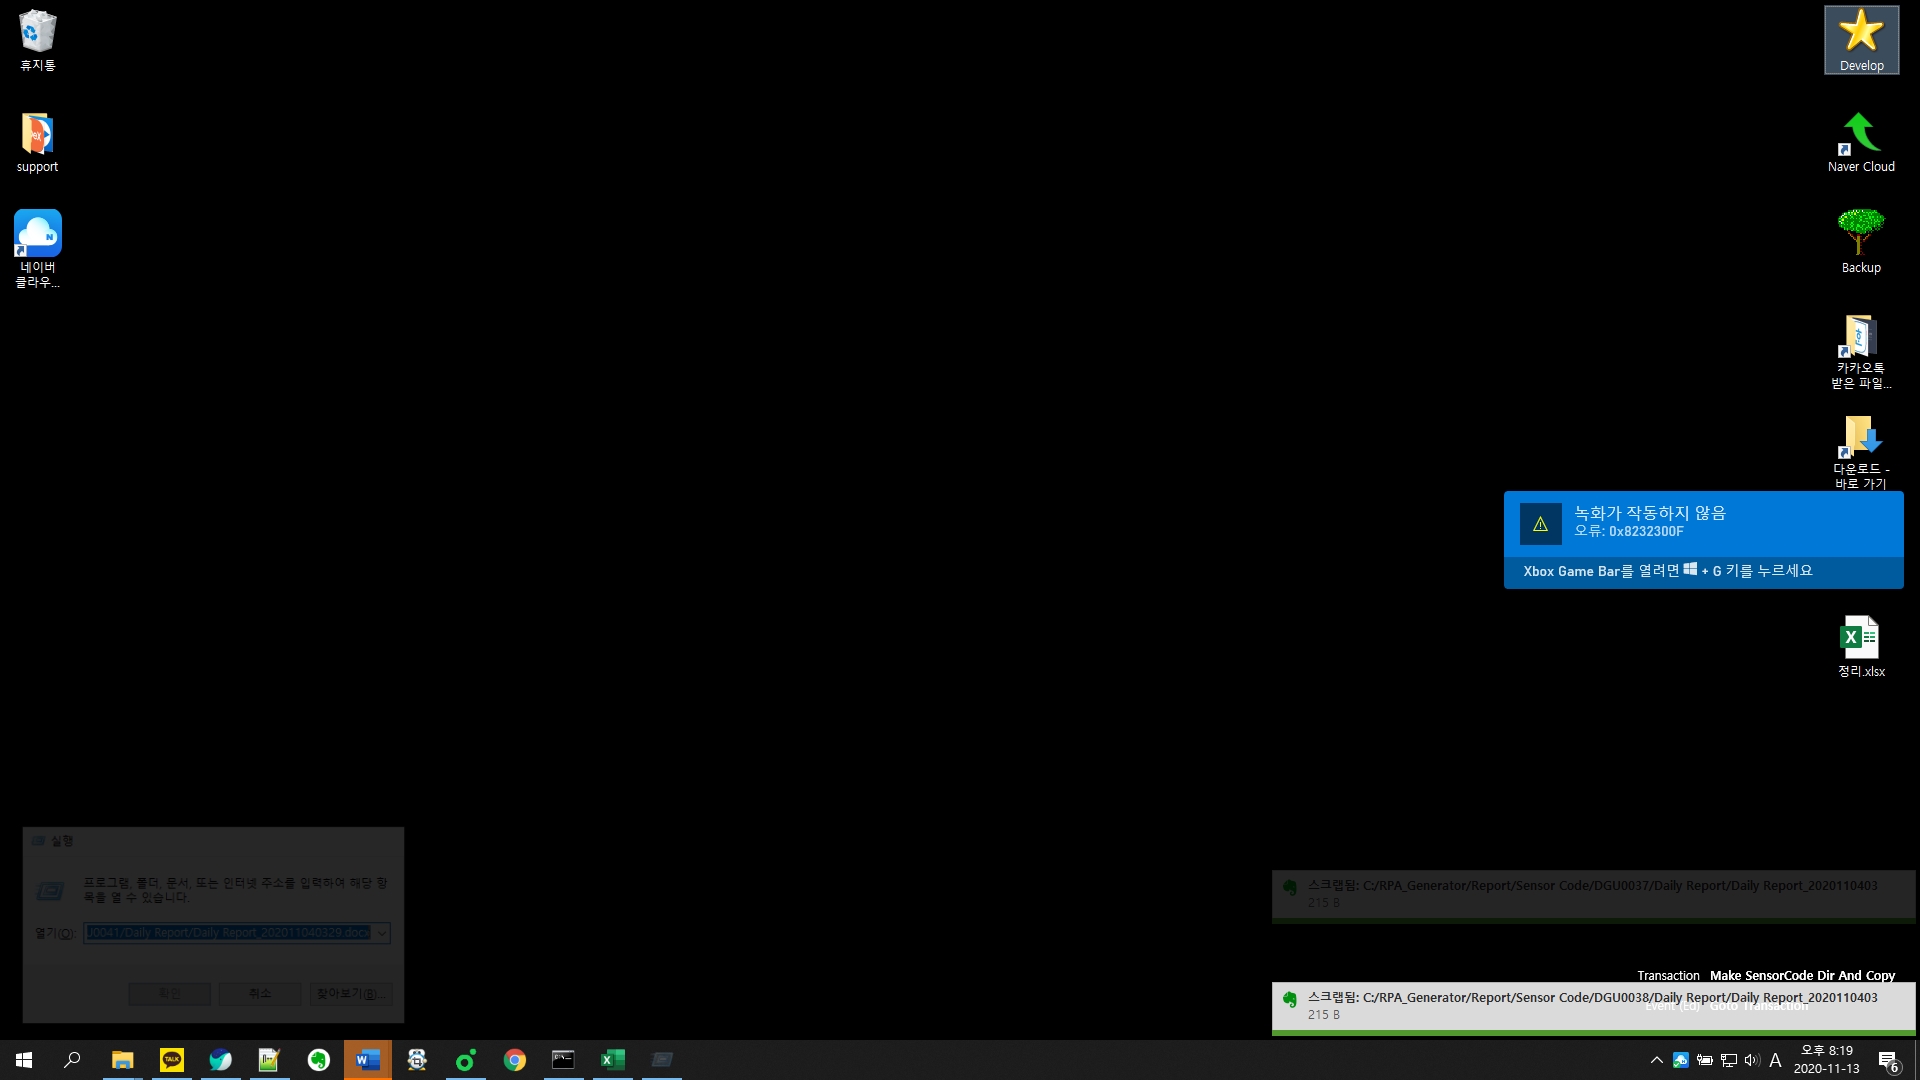 휴지통
support
네이버
클라우...
Develop
Naver Cloud
Backup
카카오톡
받은 파일...
다운로드 -
바로 가기
녹화가 작동하지 않음
오류: 0x8232300F
Xbox Game Bar를 열려면 + G 키를 누르세요
정리.xlsx
실행
프로그램, 폴더, 문서, 또는 인터넷 주소를 입력하여 해당 항
목을 열 수 있습니다.
열기(O): J0041/Daily Report/Daily Report_202011040329.docx
확인 취소 찾아보기(B)...
스크랩됨: C:/RPA_Generator/Report/Sensor Code/DGU0037/Daily Report/Daily Report_2020110403
215 B
Transaction Make SensorCode Dir And Copy
스크랩됨: C:/RPA_Generator/Report/Sensor Code/DGU0038/Daily Report/Daily Report_2020110403
Event (Ed) Goto Transaction
215 B
TALK
A
오후 8:19
2020-11-13
6